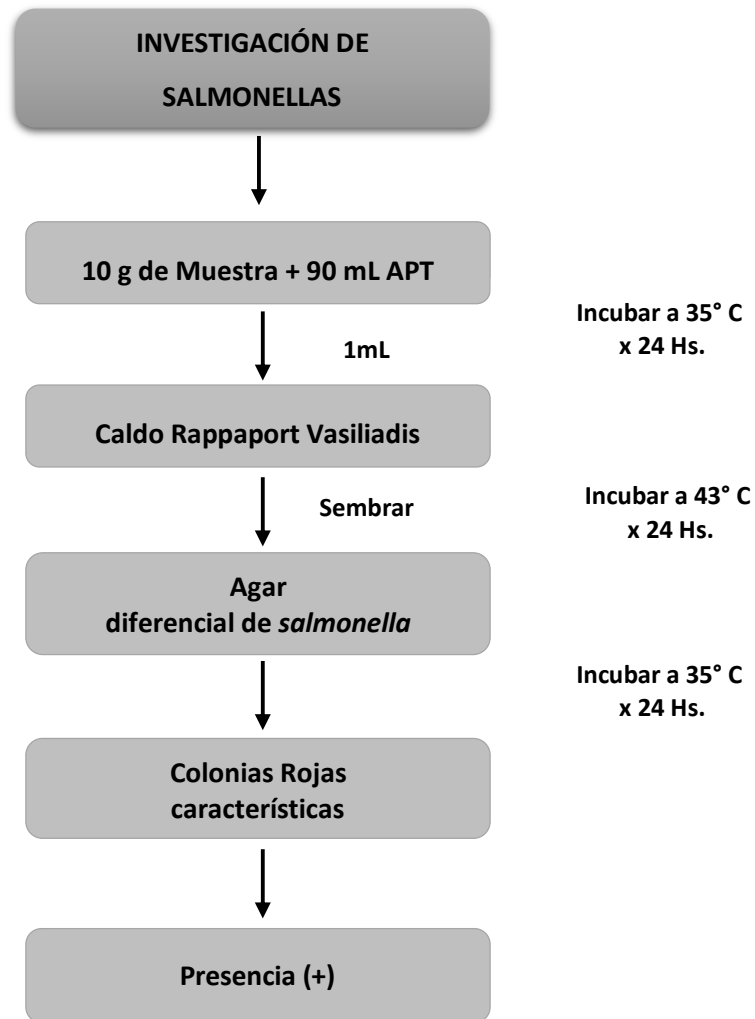 INVESTIGACIÓN DE
SALMONELLAS
10 g de Muestra + 90 mL APT
Incubar a 35° C
x 24 Hs.
1mL
Caldo Rappaport Vasiliadis
Incubar a 43° C
x 24 Hs.
Sembrar
Agar
diferencial de salmonella
Incubar a 35° C
x 24 Hs.
Colonias Rojas
características
Presencia (+)